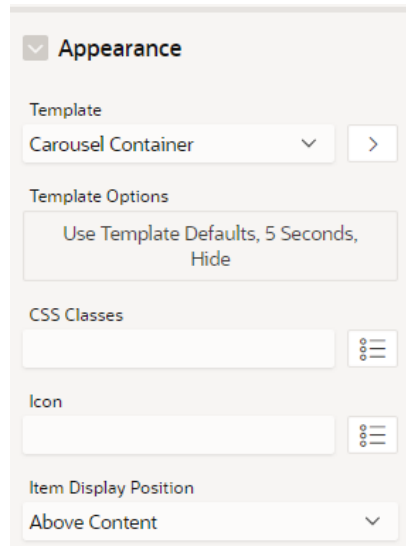 Appearance
Template
Carousel Container
Template Options
Use Template Defaults, 5 Seconds,
Hide
CSS Classes
Icon
Item Display Position
Above Content